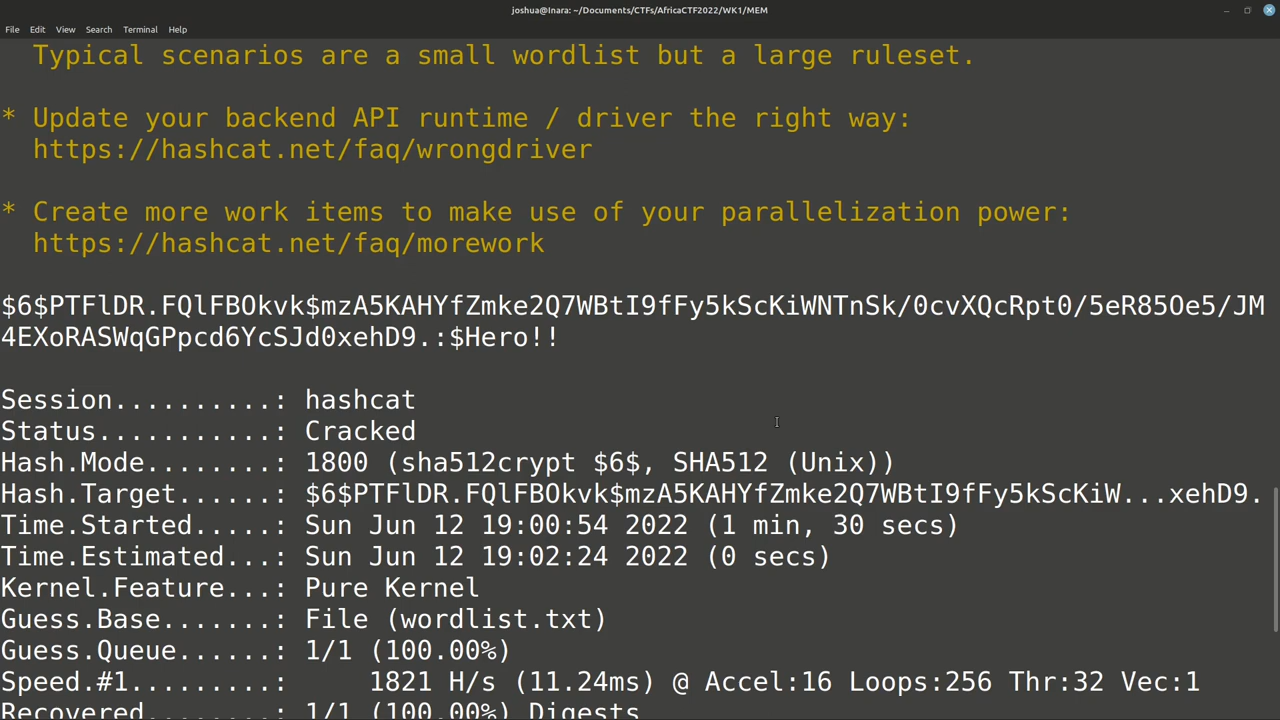 joshua@Inara: ~/Documents/CTFs/AfricaCTF2022/WK1/MEM
File Edit View Search Terminal Help
Typical scenarios are a small wordlist but a large ruleset.
* Update your backend API runtime / driver the right way:
https://hashcat.net/faq/wrongdriver
* Create more work items to make use of your parallelization power:
https://hashcat.net/faq/morework
$6$PTFlDR.FQlFBOkvk$mzA5KAHYfZmke2Q7WBtI9fFy5kScKiWNTnSk/0cvXQcRpt0/5eR85Oe5/JM
4EXoRASWqGPpcd6YcSJd0xehD9.:$Hero!!
Session..........: hashcat
Status...........: Cracked
Hash.Mode........: 1800 (sha512crypt $6$, SHA512 (Unix))
Hash.Target......: $6$PTFlDR.FQlFBOkvk$mzA5KAHYfZmke2Q7WBtI9fFy5kScKiW...xehD9.
Time.Started.....: Sun Jun 12 19:00:54 2022 (1 min, 30 secs)
Time.Estimated...: Sun Jun 12 19:02:24 2022 (0 secs)
Kernel.Feature...: Pure Kernel
Guess.Base.......: File (wordlist.txt)
Guess.Queue......: 1/1 (100.00%)
Speed.#1.........:     1821 H/s (11.24ms) @ Accel:16 Loops:256 Thr:32 Vec:1
Recovered........: 1/1 (100.00%) Digests